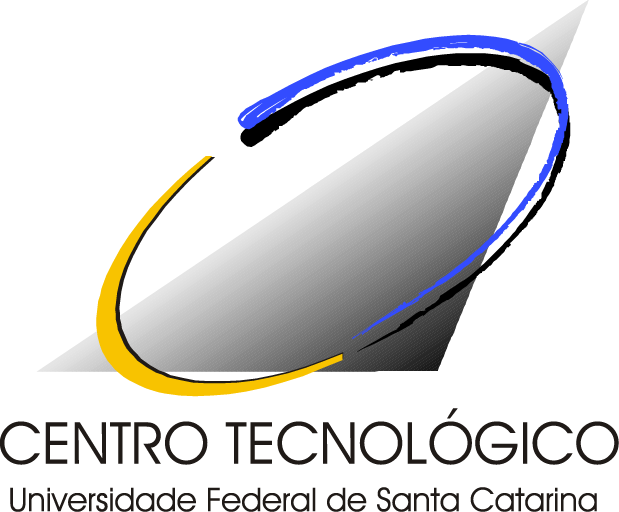 CENTRO TECNOLÓGICO
Universidade Federal de Santa Catarina